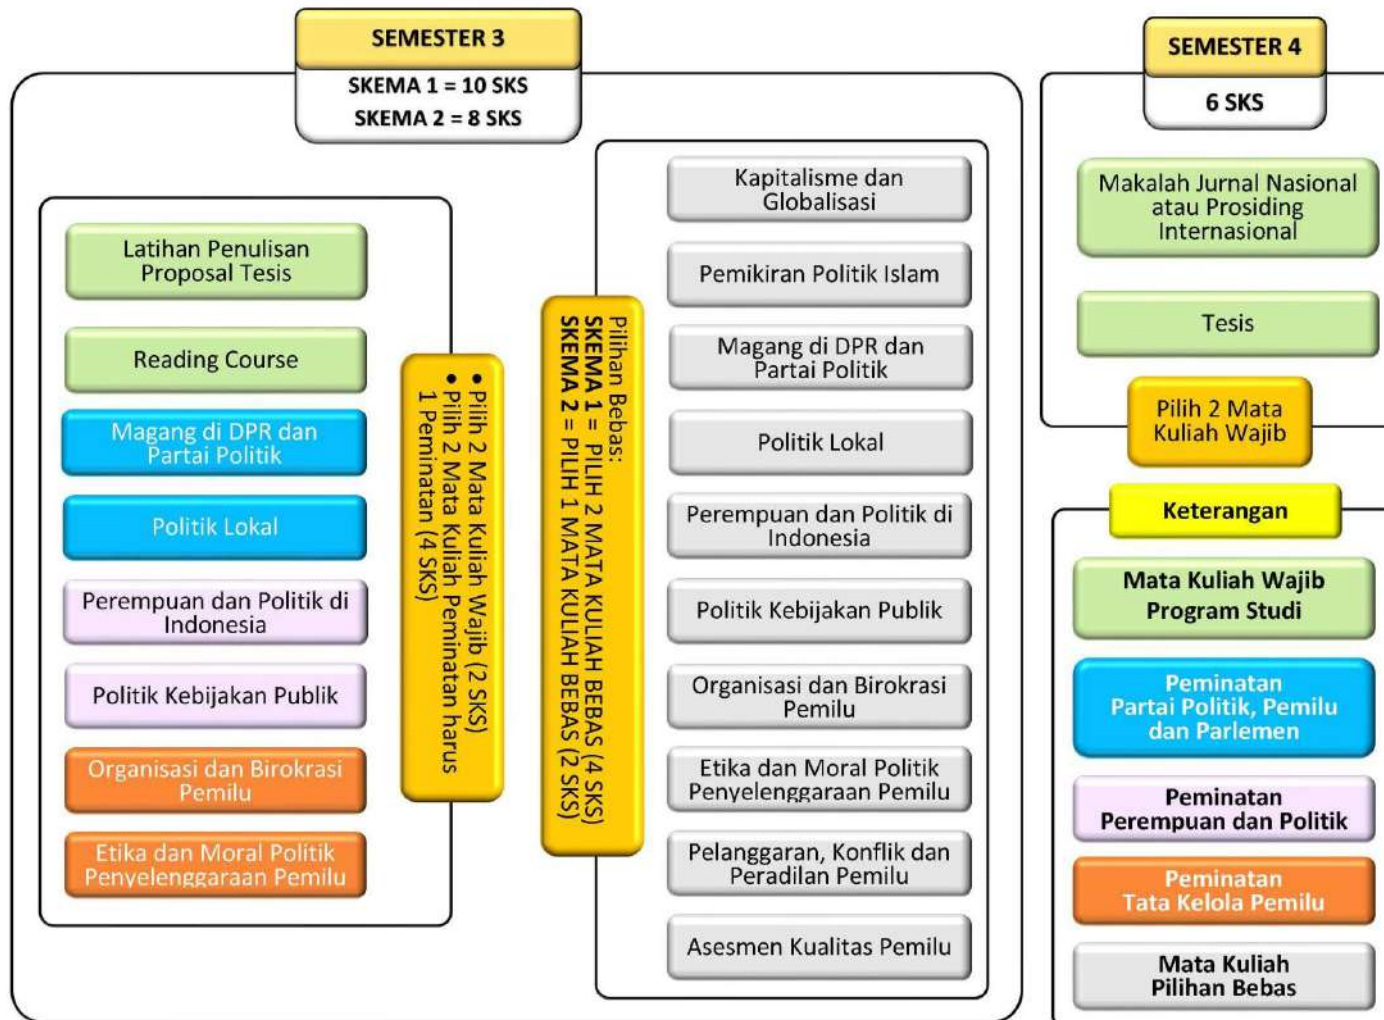 SEMESTER 3
SKEMA 1 = 10 SKS
SKEMA 2 = 8 SKS
Latihan Penulisan
Proposal Tesis
Reading Course
Magang di DPR dan
Partai Politik
Politik Lokal
Perempuan dan Politik di
Indonesia
Politik Kebijakan Publik
Organisasi dan Birokrasi
Pemilu
Etika dan Moral Politik
Penyelenggaraan Pemilu
• Pilih 2 Mata Kuliah Wajib (2 SKS)
• Pilih 2 Mata Kuliah Peminatan harus
1 Peminatan (4 SKS)
Pilihan Bebas:
SKEMA 1 = PILIH 2 MATA KULIAH BEBAS (4 SKS)
SKEMA 2 = PILIH 1 MATA KULIAH BEBAS (2 SKS)
Kapitalisme dan
Globalisasi
Pemikiran Politik Islam
Magang di DPR dan
Partai Politik
Politik Lokal
Perempuan dan Politik di
Indonesia
Politik Kebijakan Publik
Organisasi dan Birokrasi
Pemilu
Etika dan Moral Politik
Penyelenggaraan Pemilu
Pelanggaran, Konflik dan
Peradilan Pemilu
Asesmen Kualitas Pemilu
SEMESTER 4
6 SKS
Makalah Jurnal Nasional
atau Prosiding
Internasional
Tesis
Pilih 2 Mata
Kuliah Wajib
Keterangan
Mata Kuliah Wajib
Program Studi
Peminatan
Partai Politik, Pemilu
dan Parlemen
Peminatan
Perempuan dan Politik
Peminatan
Tata Kelola Pemilu
Mata Kuliah
Pilihan Bebas